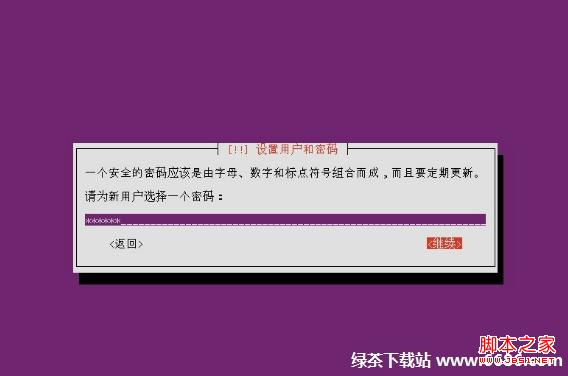 [!!] 设置用户和密码
一个安全的密码应该是由字母、数字和标点符号组合而成，而且要定期更新。
请为新用户选择一个密码：
******
<返回>
<继续>
脚本之家
www.jb51.net
绿茶下载站